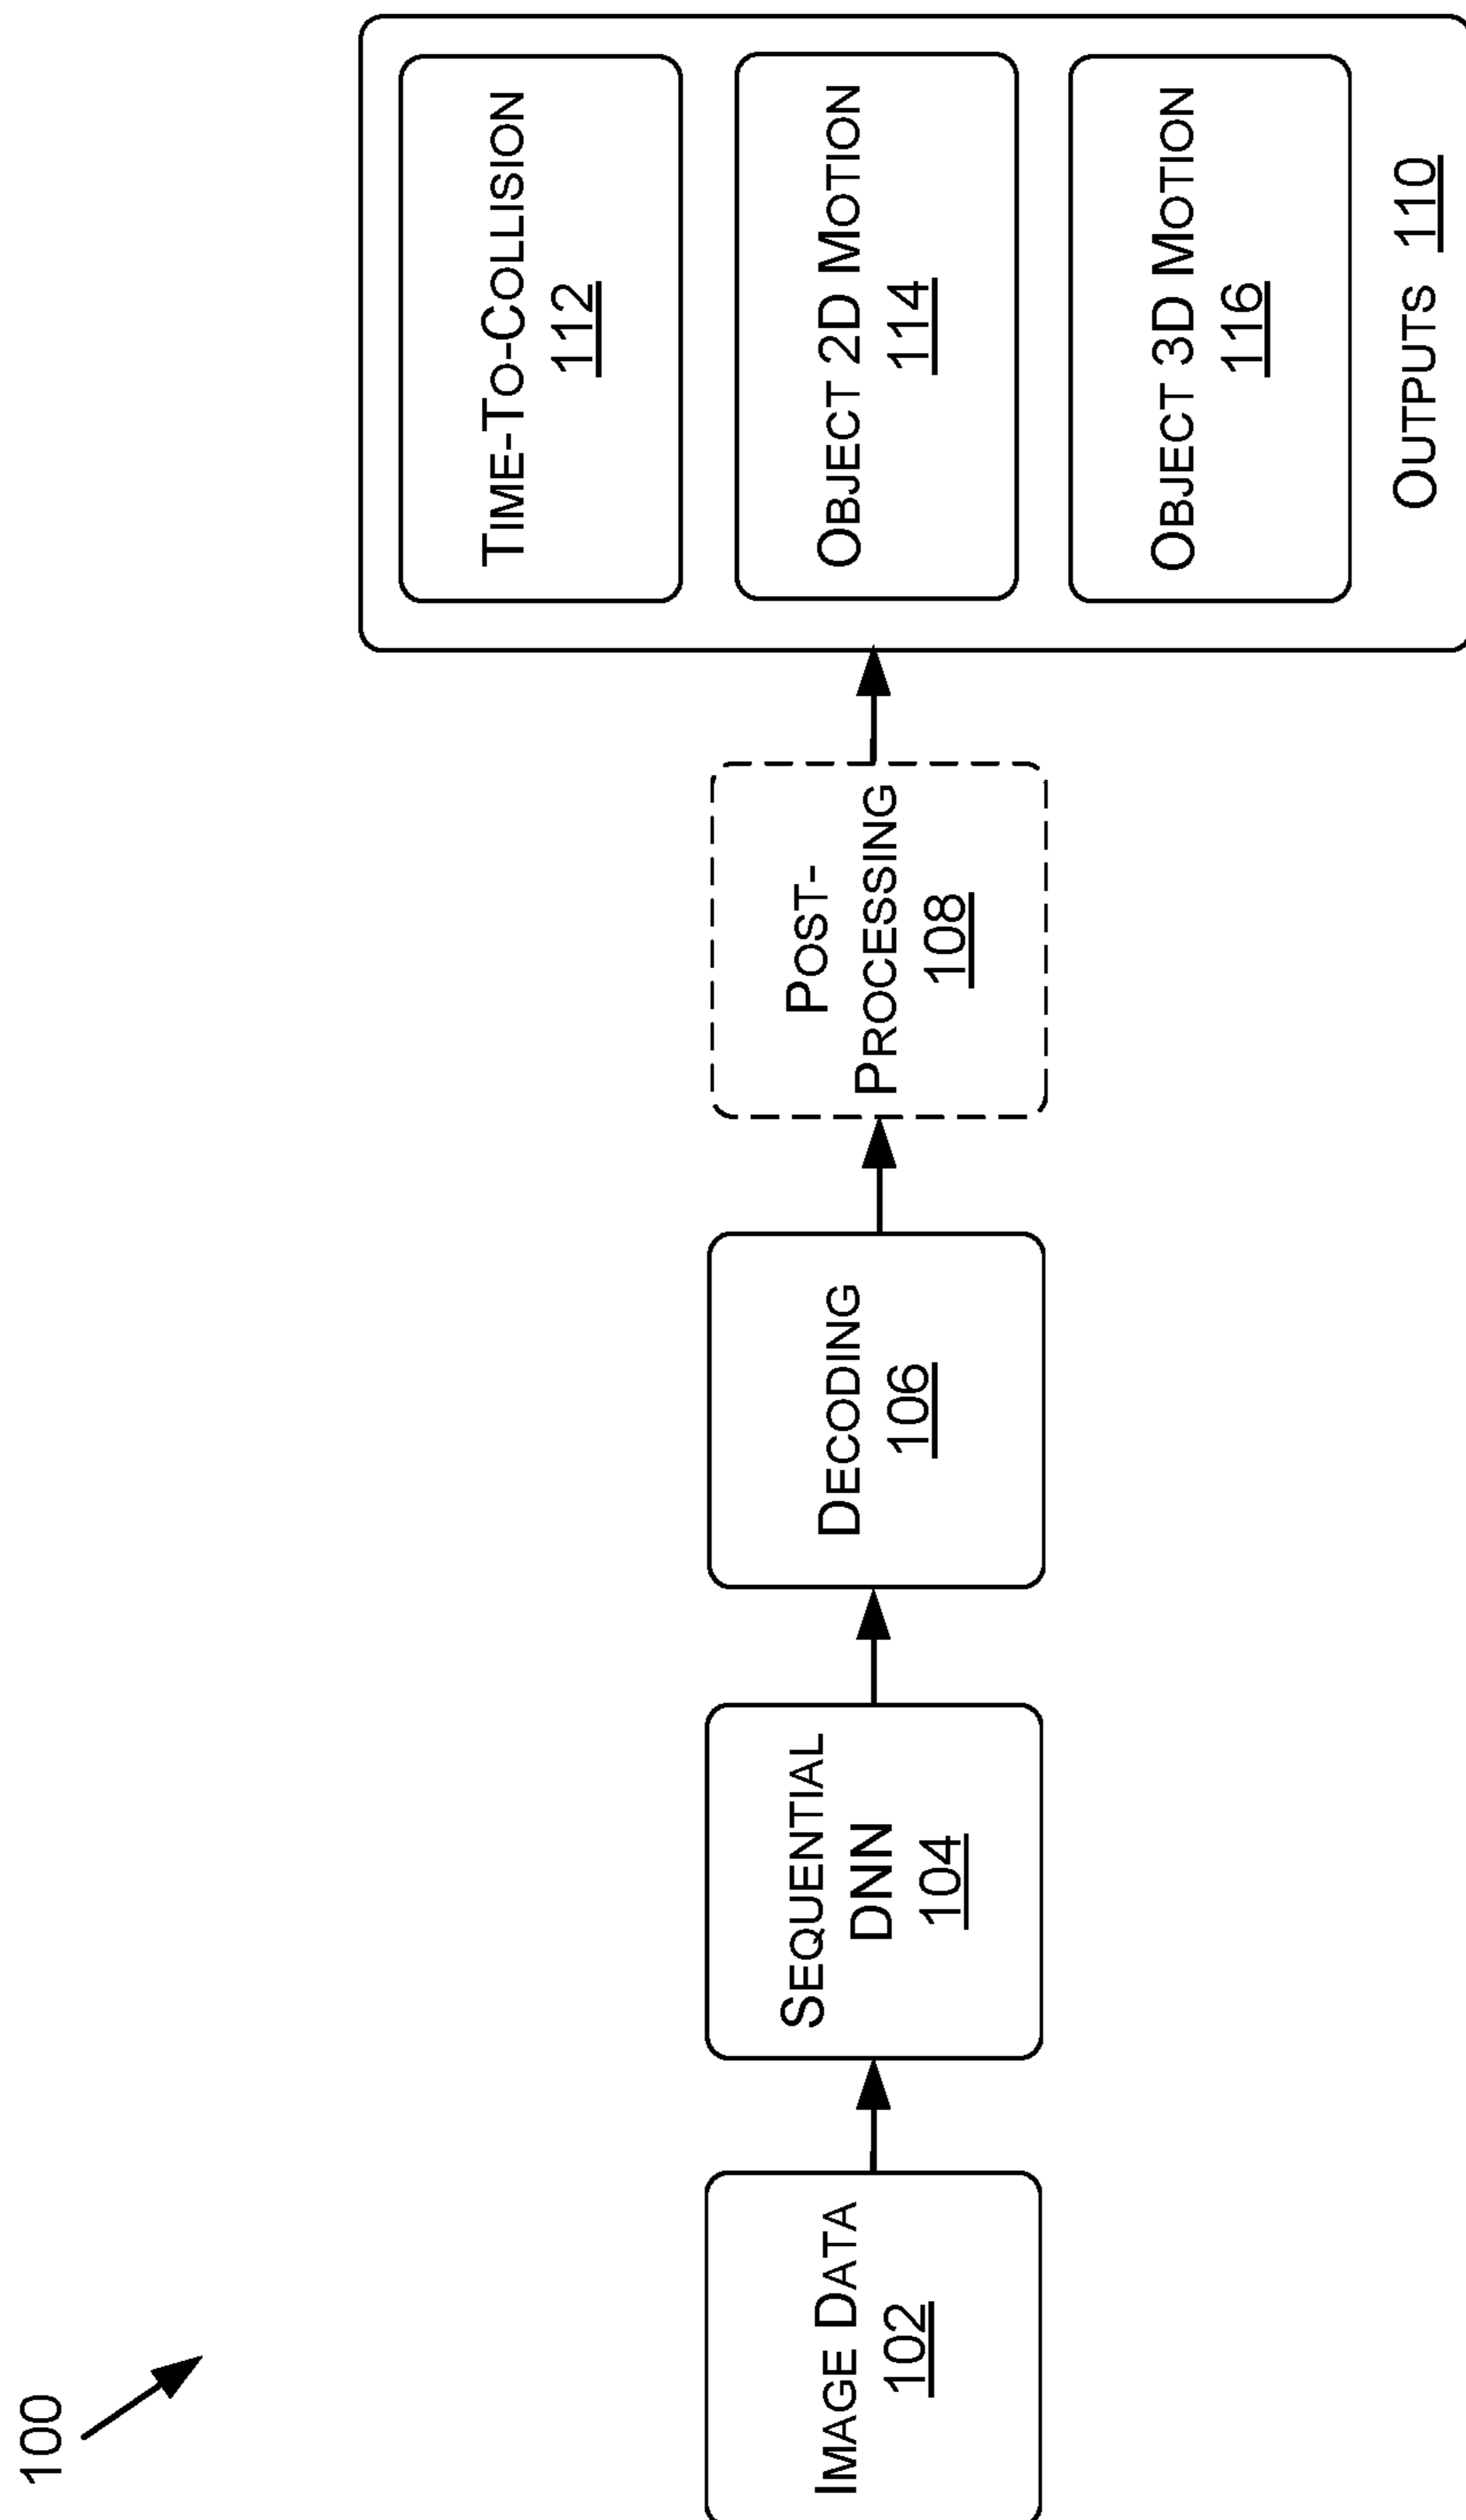 100
IMAGE DATA
102
SEQUENTIAL
DNN
104
DECODING
106
POST-
PROCESSING
108
TIME-TO-COLLISION
112
OBJECT 2D MOTION
114
OBJECT 3D MOTION
116
OUTPUTS 110